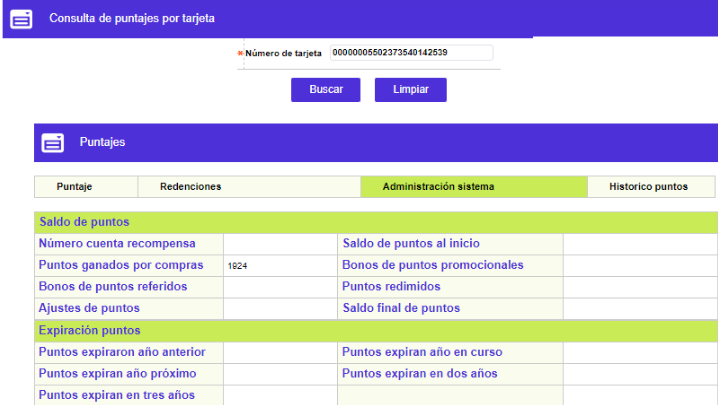 Consulta de puntajes por tarjeta
* Número de tarjeta 00000005502373540142539
Buscar Limpiar
Puntajes
Puntaje Redenciones Administración sistema Historico puntos
Saldo de puntos
Número cuenta recompensa Saldo de puntos al inicio
Puntos ganados por compras 1924 Bonos de puntos promocionales
Bonos de puntos referidos Puntos redimidos
Ajustes de puntos Saldo final de puntos
Expiración puntos
Puntos expiraron año anterior Puntos expiran año en curso
Puntos expiran año próximo Puntos expiran en dos años
Puntos expiran en tres años